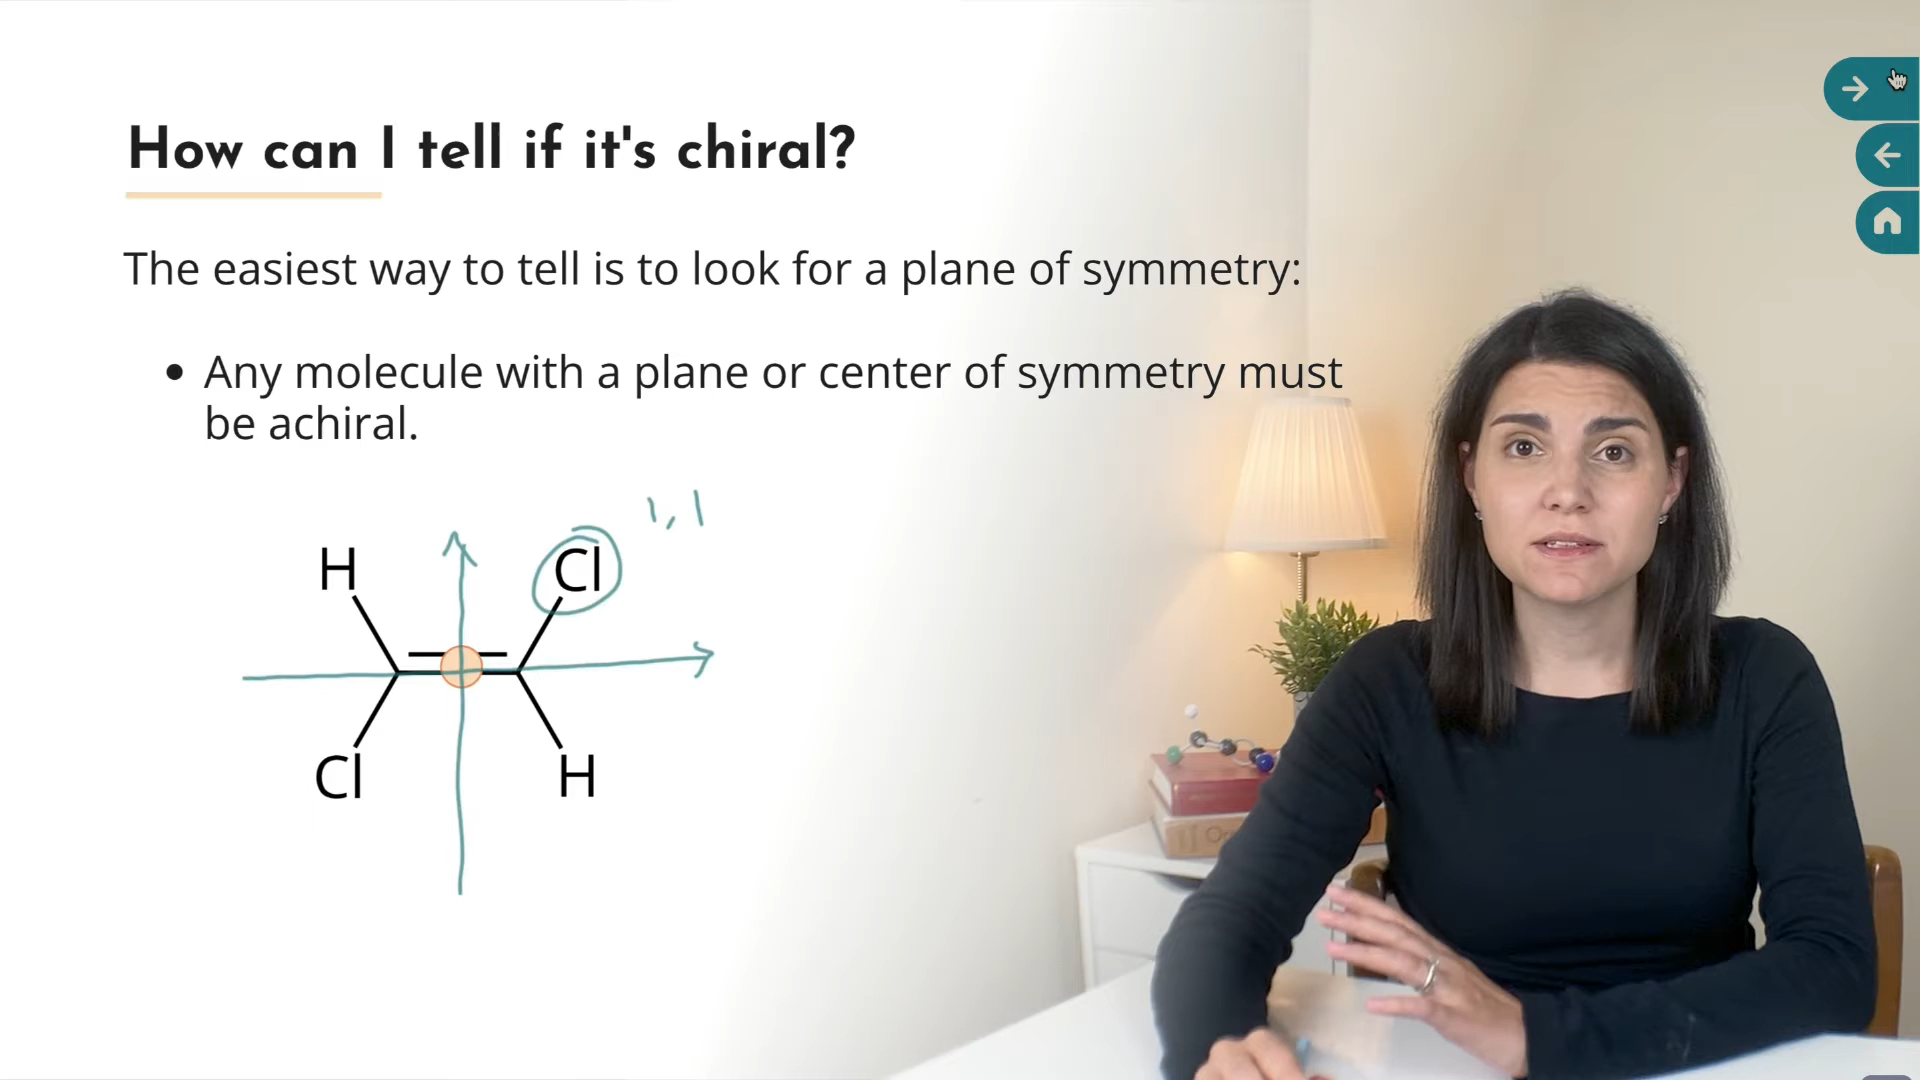 How can I tell if it's chiral?
The easiest way to tell is to look for a plane of symmetry:
• Any molecule with a plane or center of symmetry must
be achiral.
1, 1
H Cl
Cl H